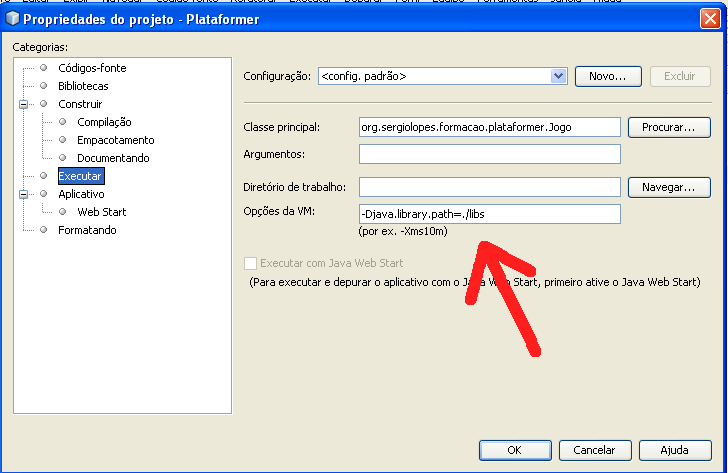 Propriedades do projeto - Plataformer
Categorias:
Códigos-fonte
Bibliotecas
Construir
Compilação
Empacotamento
Documentando
Executar
Aplicativo
Web Start
Formatando
Configuração: <config. padrão> Novo... Excluir
Classe principal: org.sergiolopes.formacao.plataformer.Jogo Procurar...
Argumentos:
Diretório de trabalho: Navegar...
Opções da VM: -Djava.library.path=./libs
(por ex. -Xms10m)
Executar com Java Web Start
(Para executar e depurar o aplicativo com o Java Web Start, primeiro ative o Java Web Start)
OK Cancelar Ajuda